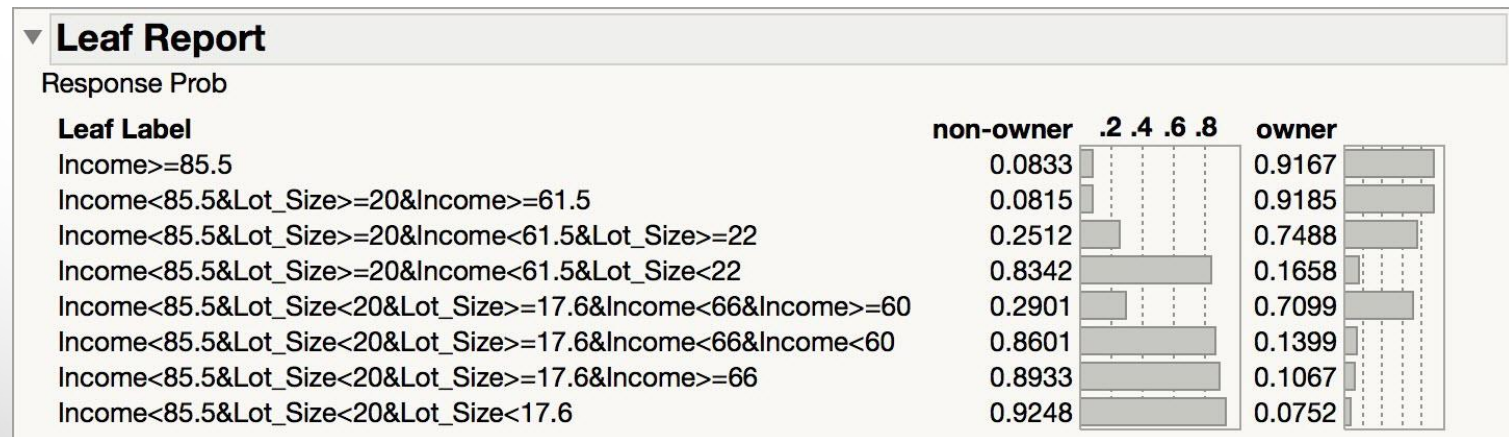 Leaf Report
Response Prob
Leaf Label non-owner .2 .4 .6 .8 owner
Income>=85.5 0.0833 0.9167
Income<85.5&Lot_Size>=20&Income>=61.5 0.0815 0.9185
Income<85.5&Lot_Size>=20&Income<61.5&Lot_Size>=22 0.2512 0.7488
Income<85.5&Lot_Size>=20&Income<61.5&Lot_Size<22 0.8342 0.1658
Income<85.5&Lot_Size<20&Lot_Size>=17.6&Income<66&Income>=60 0.2901 0.7099
Income<85.5&Lot_Size<20&Lot_Size>=17.6&Income<66&Income<60 0.8601 0.1399
Income<85.5&Lot_Size<20&Lot_Size>=17.6&Income>=66 0.8933 0.1067
Income<85.5&Lot_Size<20&Lot_Size<17.6 0.9248 0.0752